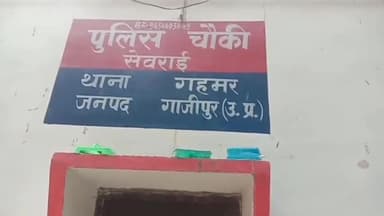 पुलिस चौकी
सेवराई
थाना गहमर
जनपद गाजीपुर (उ. प्र.)